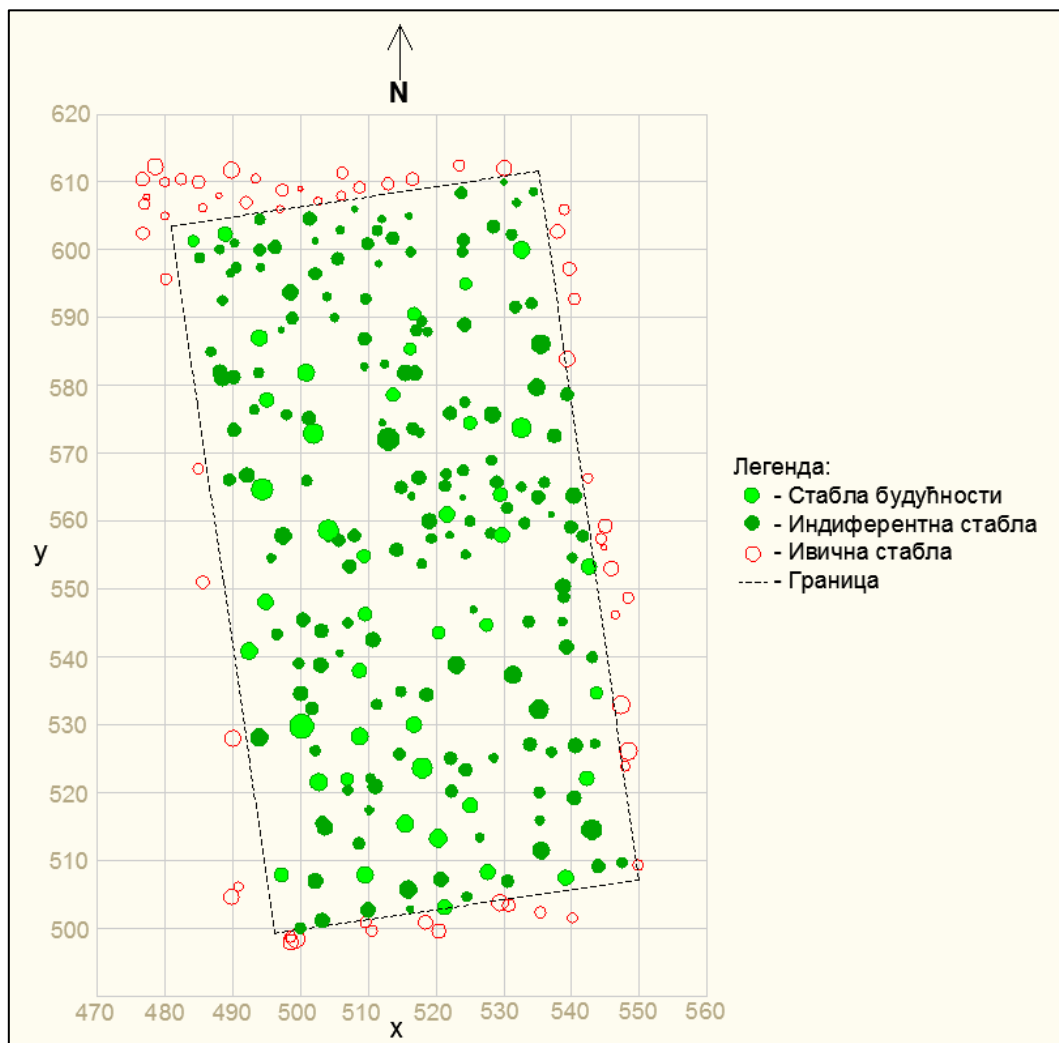 N
620
610
600
590
580
570
560
550
540
530
520
510
500
y
470 480 490 500 510 520 530 540 550 560
x
Легенда:
- Стабла будућности
- Индиферентна стабла
- Ивична стабла
- Граница